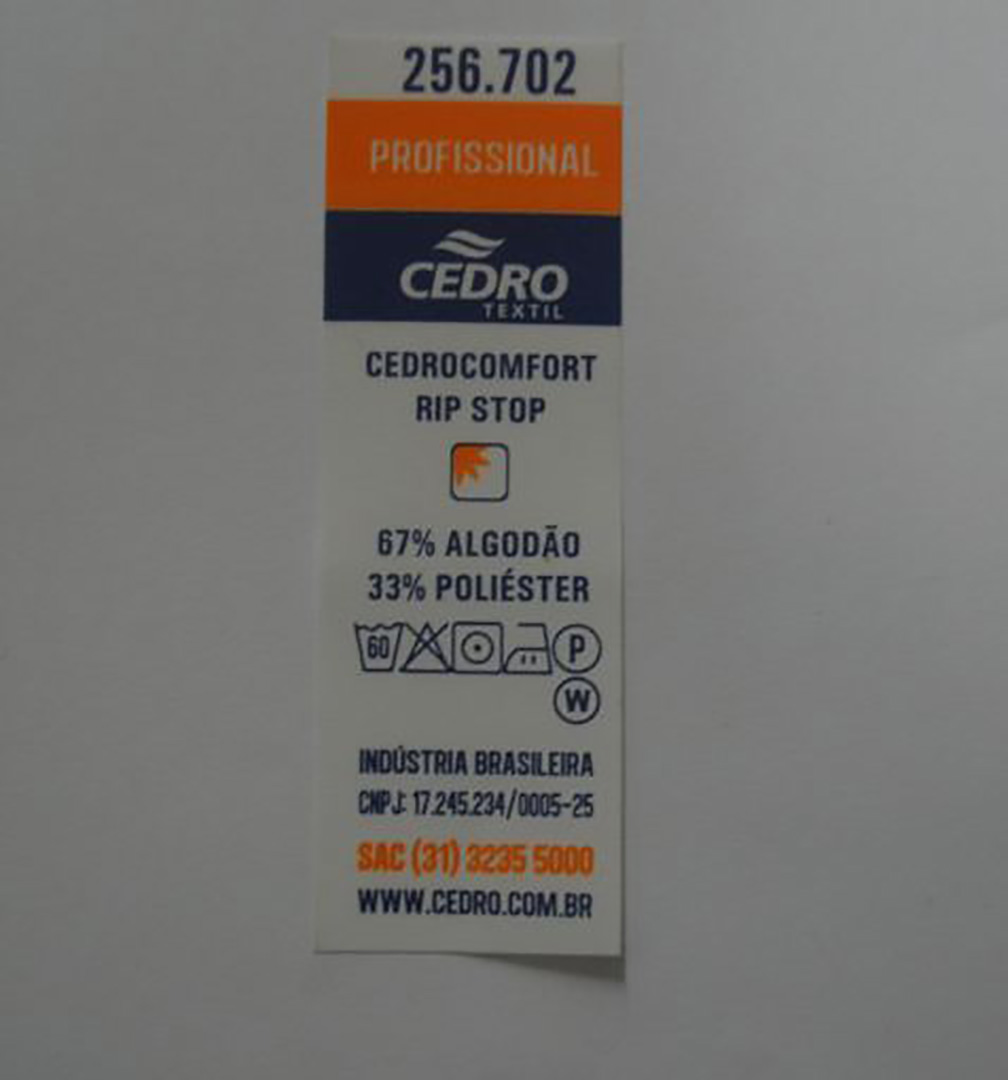 256.702
PROFISSIONAL
CEDRO
TEXTIL
CEDROCOMFORT
RIP STOP
67% ALGODÃO
33% POLIÉSTER
60 P
W
INDÚSTRIA BRASILEIRA
CNPJ: 17.245.234/0005-25
SAC (31) 3235 5000
WWW.CEDRO.COM.BR